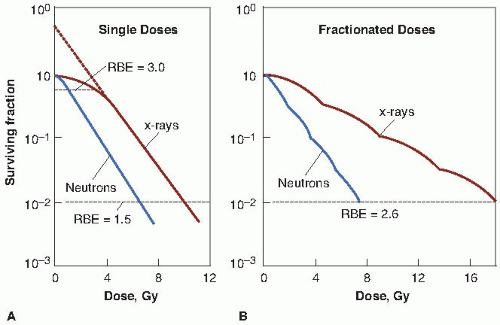 Single Doses
Surviving fraction
10⁰
10
10⁻¹
10⁻²
10⁻³
RBE = 3.0
x-rays
Neutrons
RBE = 1.5
0 4 8 12
Dose, Gy
A
Fractionated Doses
10⁰
10
10⁻¹
10⁻²
10⁻³
x-rays
Neutrons
RBE = 2.6
0 4 8 12 16
Dose, Gy
B